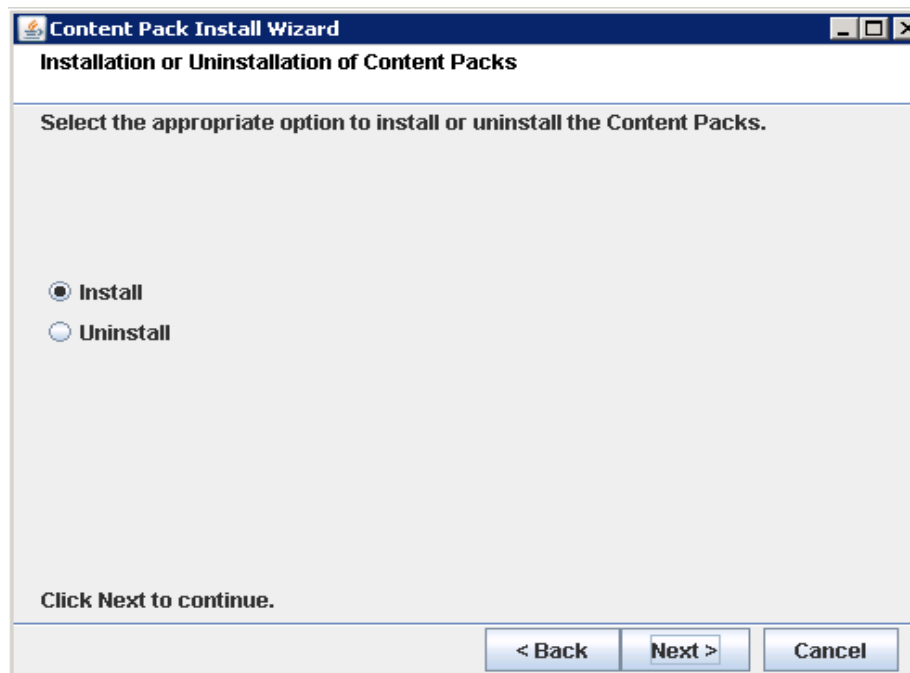 Content Pack Install Wizard
Installation or Uninstallation of Content Packs
Select the appropriate option to install or uninstall the Content Packs.
Install
Uninstall
Click Next to continue.
< Back Next > Cancel